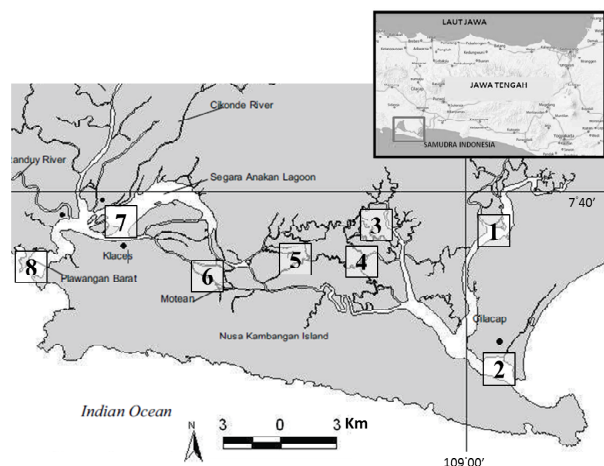 LAUT JAWA
JAWA TENGAH
SAMUDRA INDONESIA
Cikonde River
anduy River
Segara Anakan Lagoon
7°40'
7
3
1
Klaces
8
Plawangan Barat
6
5
4
Motean
Nusa Kambangan Island
Cilacap
2
Indian Ocean
N
3 0 3 Km
109°00'